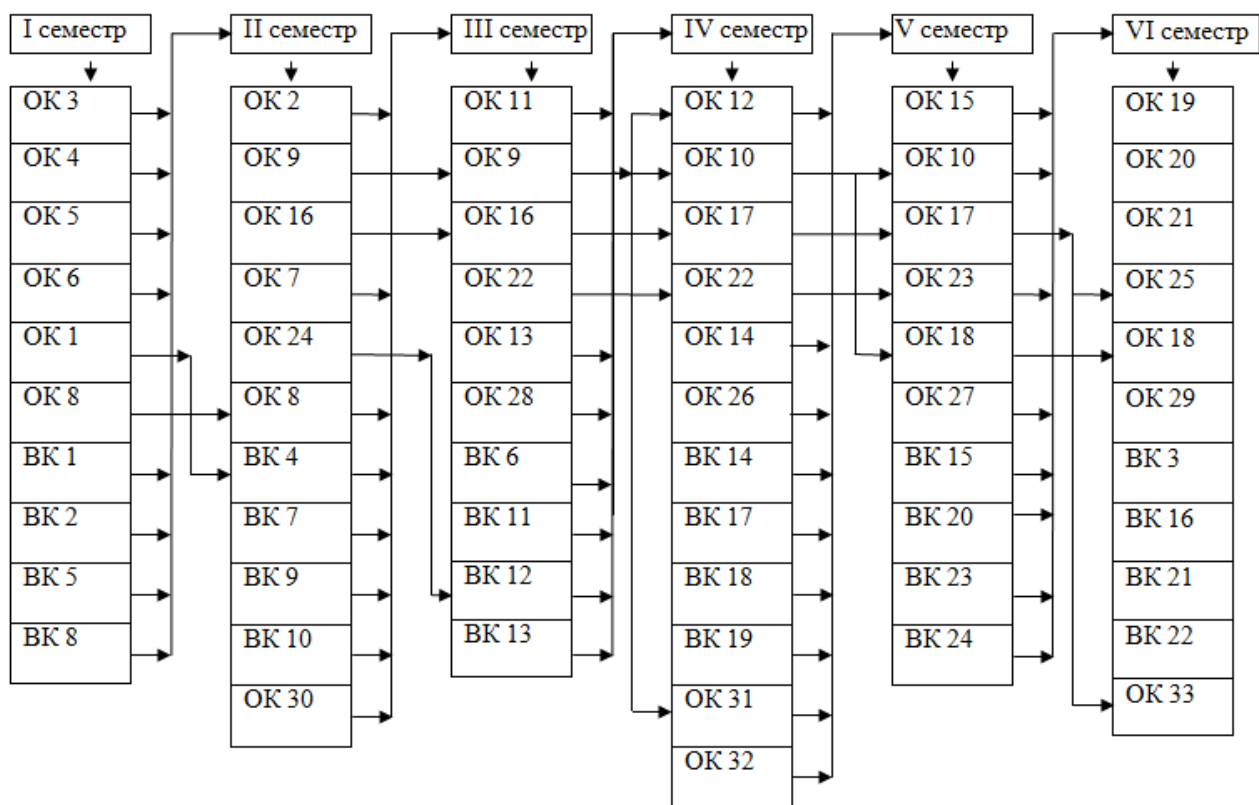 I семестр
II семестр
III семестр
IV семестр
V семестр
VI семестр
ОК 3
ОК 4
ОК 5
ОК 6
ОК 1
ОК 8
ВК 1
ВК 2
ВК 5
ВК 8
ОК 2
ОК 9
ОК 16
ОК 7
ОК 24
ОК 8
ВК 4
ВК 7
ВК 9
ВК 10
ОК 30
ОК 11
ОК 9
ОК 16
ОК 22
ОК 13
ОК 28
ВК 6
ВК 11
ВК 12
ВК 13
ОК 12
ОК 10
ОК 17
ОК 22
ОК 14
ОК 26
ВК 14
ВК 17
ВК 18
ВК 19
ОК 31
ОК 32
ОК 15
ОК 10
ОК 17
ОК 23
ОК 18
ОК 27
ВК 15
ВК 20
ВК 23
ВК 24
ОК 19
ОК 20
ОК 21
ОК 25
ОК 18
ОК 29
ВК 3
ВК 16
ВК 21
ВК 22
ОК 33